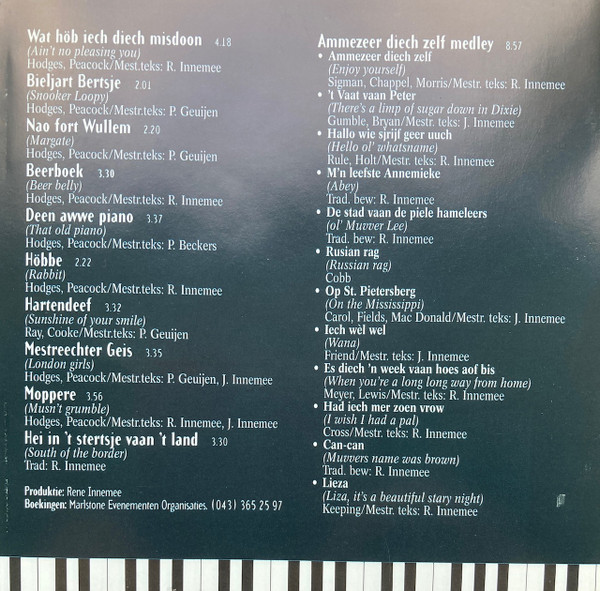 Wat höb iech diech misdoon 4.18
(Ain't no pleasing you)
Hodges, Peacock/Mestr.teks: R. Innemee
Bieljart Bertsje 2.01
(Snooker Loopy)
Hodges, Peacock/Mestr.teks: P. Geuijen
Nao fort Wullem 2.20
(Margate)
Hodges, Peacock/Mestr.teks: P. Geuijen
Beerboek 3.30
(Beer belly)
Hodges, Peacock/Mestr.teks: R. Innemee
Deen awwe piano 3.37
(That old piano)
Hodges, Peacock/Mestr.teks: P. Beckers
Höbbe 2.22
(Rabbit)
Hodges, Peacock/Mestr.teks: R. Innemee
Hartendeef 3.32
(Sunshine of your smile)
Ray, Cooke/Mestr.teks: P. Geuijen
Mestreechter Geis 3.35
(London girls)
Hodges, Peacock/Mestr.teks: P. Geuijen, J. Innemee
Moppere 3.56
(Musn't grumble)
Hodges, Peacock/Mestr.teks: R. Innemee, J. Innemee
Hei in 't stertsje vaan 't land 3.30
(South of the border)
Trad: R. Innemee
Produktie: Rene Innemee
Boekingen: Marlstone Evenementen Organisaties. (043) 365 25 97
Ammezeer diech zelf medley 8.57
• Ammezeer diech zelf
(Enjoy yourself)
Sigman, Chappel, Morris/Mestr. teks: R. Innemee
• 't Vaat vaan Peter
(There's a limp of sugar down in Dixie)
Gumble, Bryan/Mestr. teks: J. Innemee
• Hallo wie sjrijf geer uuch
(Hello ol' whatsname)
Rule, Holt/Mestr. teks: R. Innemee
• M'n leefste Annemieke
(Abey)
Trad. bew: R. Innemee
• De stad vaan de piele hameleers
(ol' Muvver Lee)
Trad. bew: R. Innemee
• Rusian rag
(Russian rag)
Cobb
• Op St. Pietersberg
(On the Mississippi)
Carol, Fields, Mac Donald/Mestr. teks: J. Innemee
• Iech wèl wel
(Wana)
Friend/Mestr. teks: J. Innemee
• Es diech 'n week vaan hoes aof bis
(When you're a long long way from home)
Meyer, Lewis/Mestr. teks: R. Innemee
• Had iech mer zoen vrow
(I wish I had a pal)
Cross/Mestr. teks: R. Innemee
• Can-can
(Muvvers name was brown)
Trad. bew: R. Innemee
• Lieza
(Liza, it's a beautiful stary night)
Keeping/Mestr. teks: R. Innemee